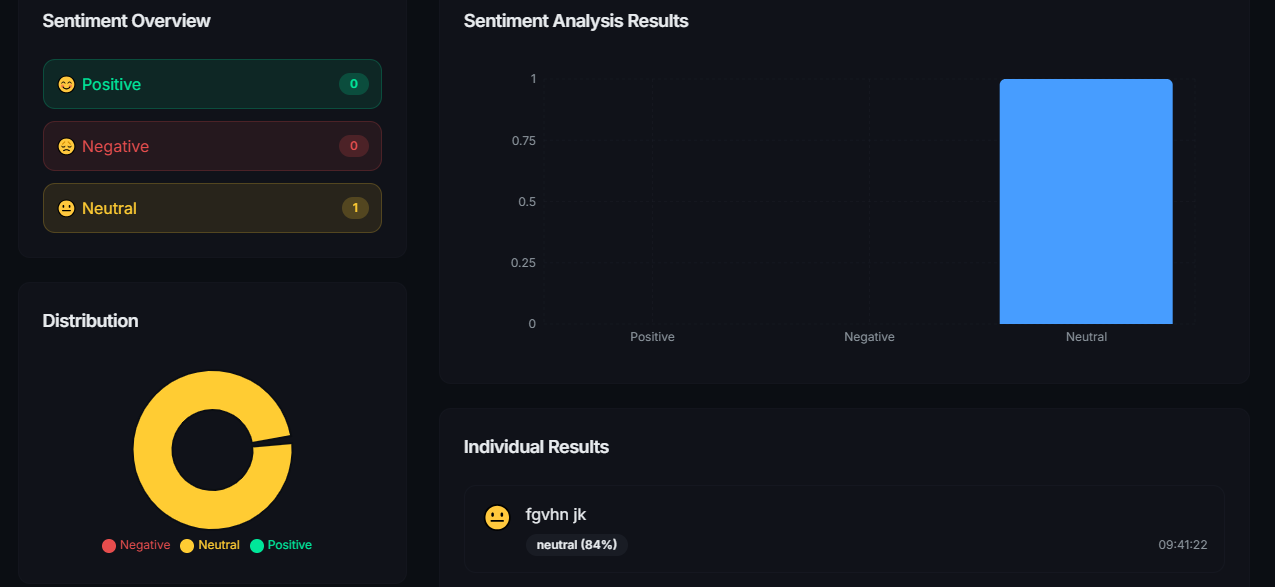 Sentiment Overview
Positive 0
Negative 0
Neutral 1
Distribution
Negative Neutral Positive
Sentiment Analysis Results
1
0.75
0.5
0.25
0
Positive Negative Neutral
Individual Results
fgvhn jk
neutral (84%)
09:41:22